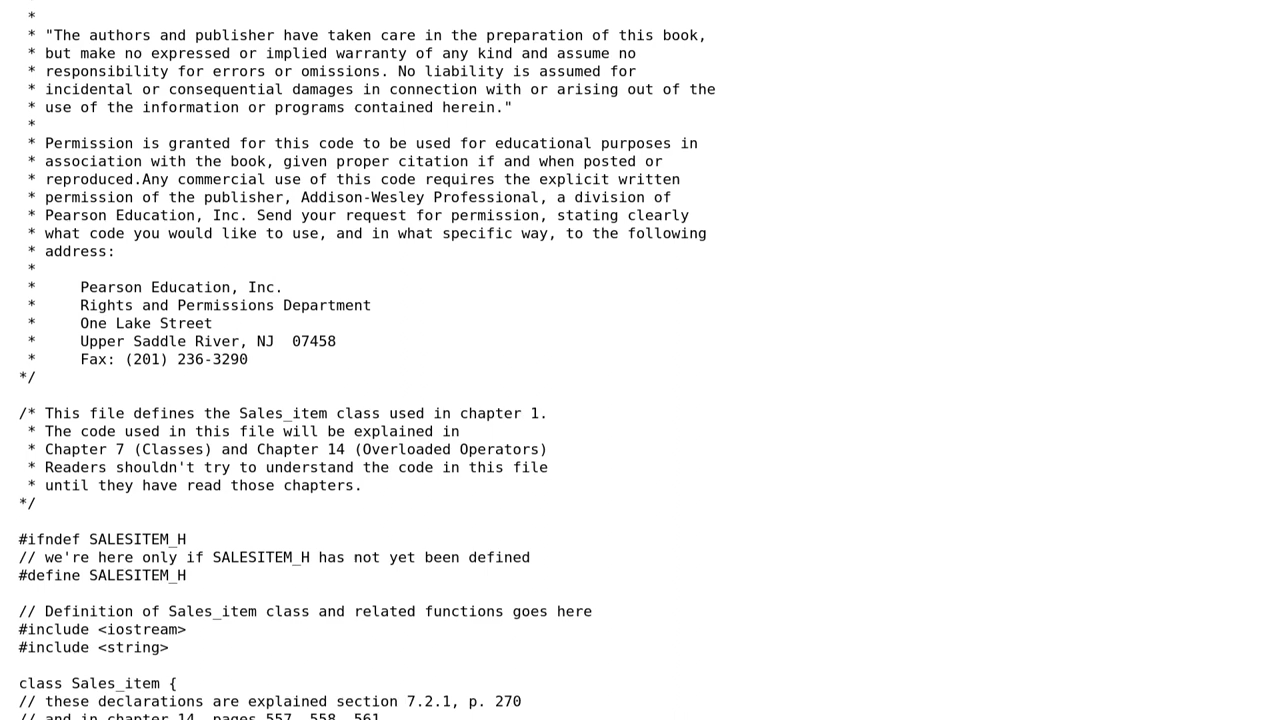 *
 * "The authors and publisher have taken care in the preparation of this book,
 * but make no expressed or implied warranty of any kind and assume no
 * responsibility for errors or omissions. No liability is assumed for
 * incidental or consequential damages in connection with or arising out of the
 * use of the information or programs contained herein."
 *
 * Permission is granted for this code to be used for educational purposes in
 * association with the book, given proper citation if and when posted or
 * reproduced.Any commercial use of this code requires the explicit written
 * permission of the publisher, Addison-Wesley Professional, a division of
 * Pearson Education, Inc. Send your request for permission, stating clearly
 * what code you would like to use, and in what specific way, to the following
 * address:
 *
 *     Pearson Education, Inc.
 *     Rights and Permissions Department
 *     One Lake Street
 *     Upper Saddle River, NJ  07458
 *     Fax: (201) 236-3290
*/

/* This file defines the Sales_item class used in chapter 1.
 * The code used in this file will be explained in
 * Chapter 7 (Classes) and Chapter 14 (Overloaded Operators)
 * Readers shouldn't try to understand the code in this file
 * until they have read those chapters.
*/

#ifndef SALESITEM_H
// we're here only if SALESITEM_H has not yet been defined
#define SALESITEM_H

// Definition of Sales_item class and related functions goes here
#include <iostream>
#include <string>

class Sales_item {
// these declarations are explained section 7.2.1, p. 270
// and in chapter 14, pages 557, 558, 561